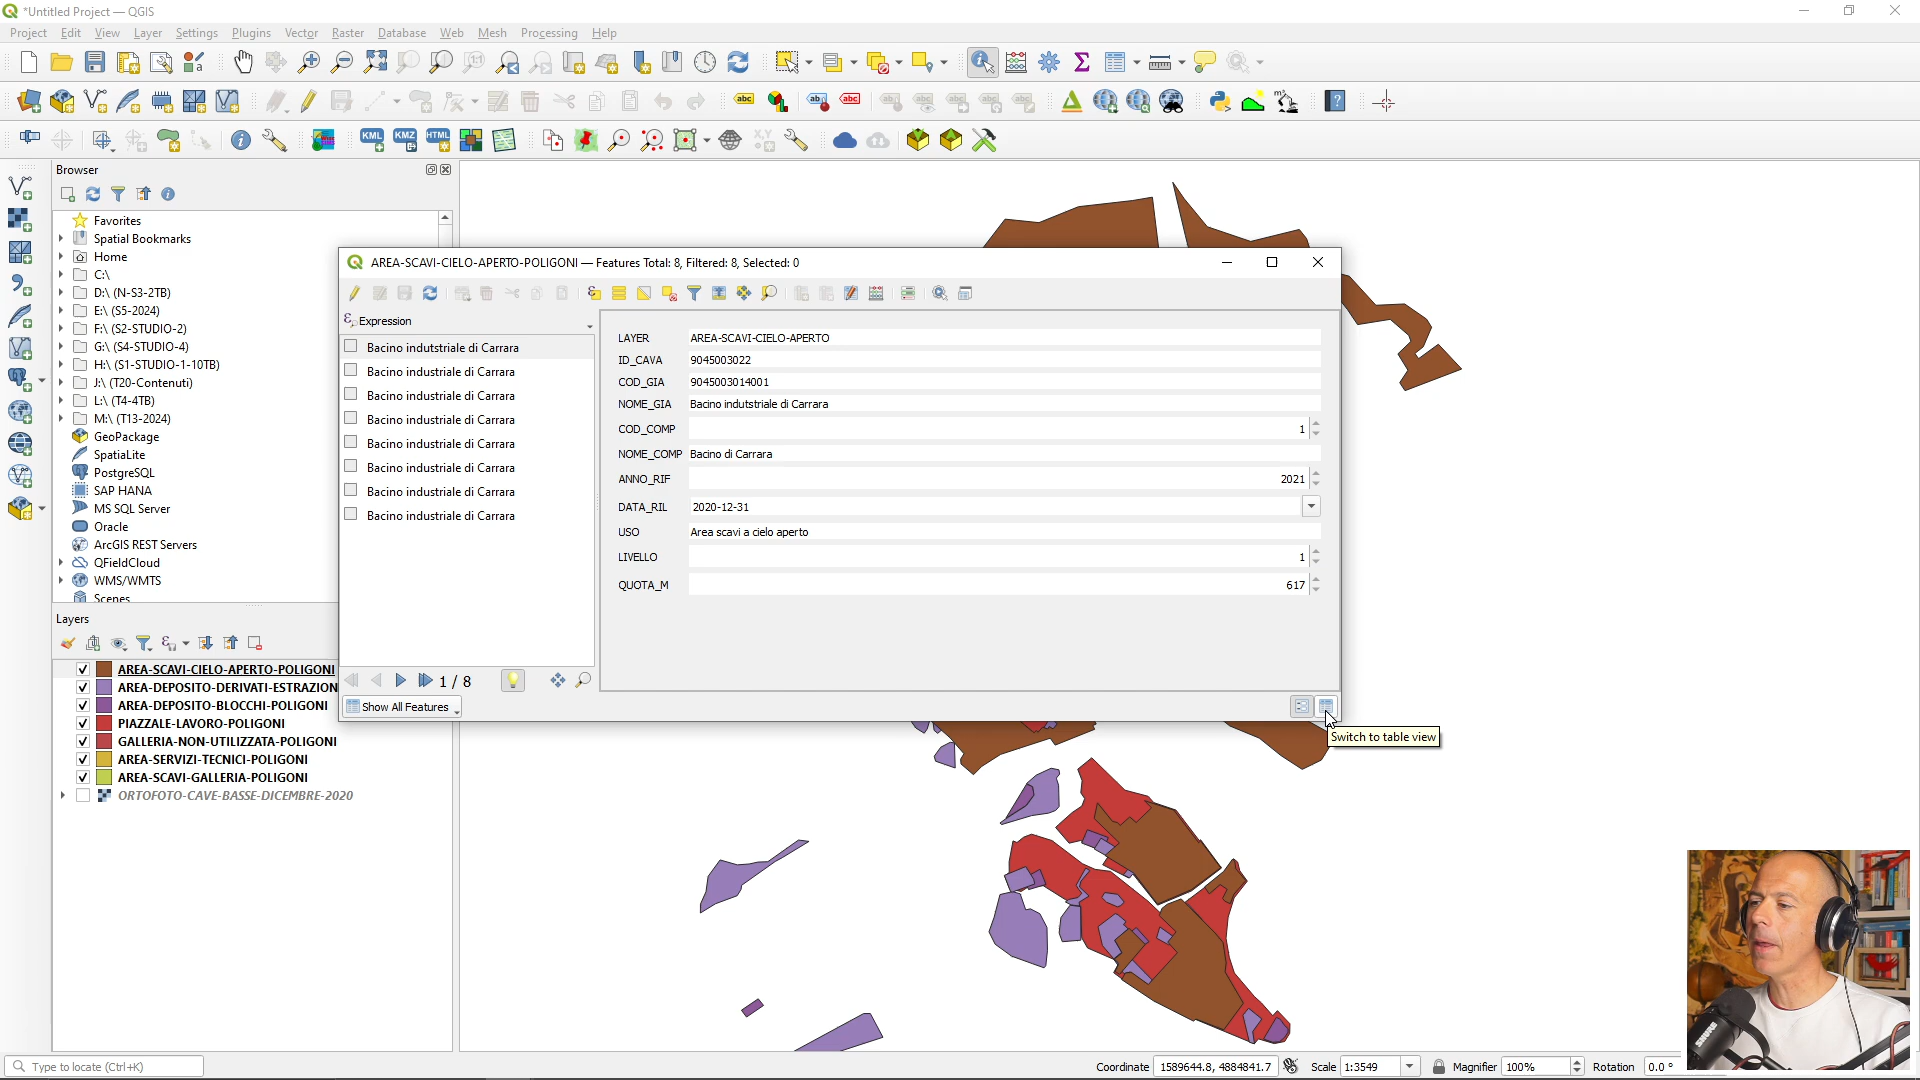 *Untitled Project — QGIS
Project Edit View Layer Settings Plugins Vector Raster Database Web Mesh Processing Help
Browser
Favorites
Spatial Bookmarks
Home
C:\
D:\ (N-S3-2TB)
E:\ (S5-2024)
F:\ (S2-STUDIO-2)
G:\ (S4-STUDIO-4)
H:\ (S1-STUDIO-1-10TB)
J:\ (T20-Contenuti)
L:\ (T4-4TB)
M:\ (T13-2024)
GeoPackage
SpatiaLite
PostgreSQL
SAP HANA
MS SQL Server
Oracle
ArcGIS REST Servers
QFieldCloud
WMS/WMTS
Scenes
Layers
AREA-SCAVI-CIELO-APERTO-POLIGONI
AREA-DEPOSITO-DERIVATI-ESTRAZION
AREA-DEPOSITO-BLOCCHI-POLIGONI
PIAZZALE-LAVORO-POLIGONI
GALLERIA-NON-UTILIZZATA-POLIGONI
AREA-SERVIZI-TECNICI-POLIGONI
AREA-SCAVI-GALLERIA-POLIGONI
ORTOFOTO-CAVE-BASSE-DICEMBRE-2020
AREA-SCAVI-CIELO-APERTO-POLIGONI — Features Total: 8, Filtered: 8, Selected: 0
Expression
Bacino indutstriale di Carrara
Bacino industriale di Carrara
Bacino industriale di Carrara
Bacino industriale di Carrara
Bacino industriale di Carrara
Bacino industriale di Carrara
Bacino industriale di Carrara
Bacino industriale di Carrara
1 / 8
Show All Features
LAYER AREA-SCAVI-CIELO-APERTO
ID_CAVA 9045003022
COD_GIA 9045003014001
NOME_GIA Bacino indutstriale di Carrara
COD_COMP 1
NOME_COMP Bacino di Carrara
ANNO_RIF 2021
DATA_RIL 2020-12-31
USO Area scavi a cielo aperto
LIVELLO 1
QUOTA_M 617
Switch to table view
Type to locate (Ctrl+K)
Coordinate 1589644.8, 4884841.7 Scale 1:3549 Magnifier 100% Rotation 0.0 °